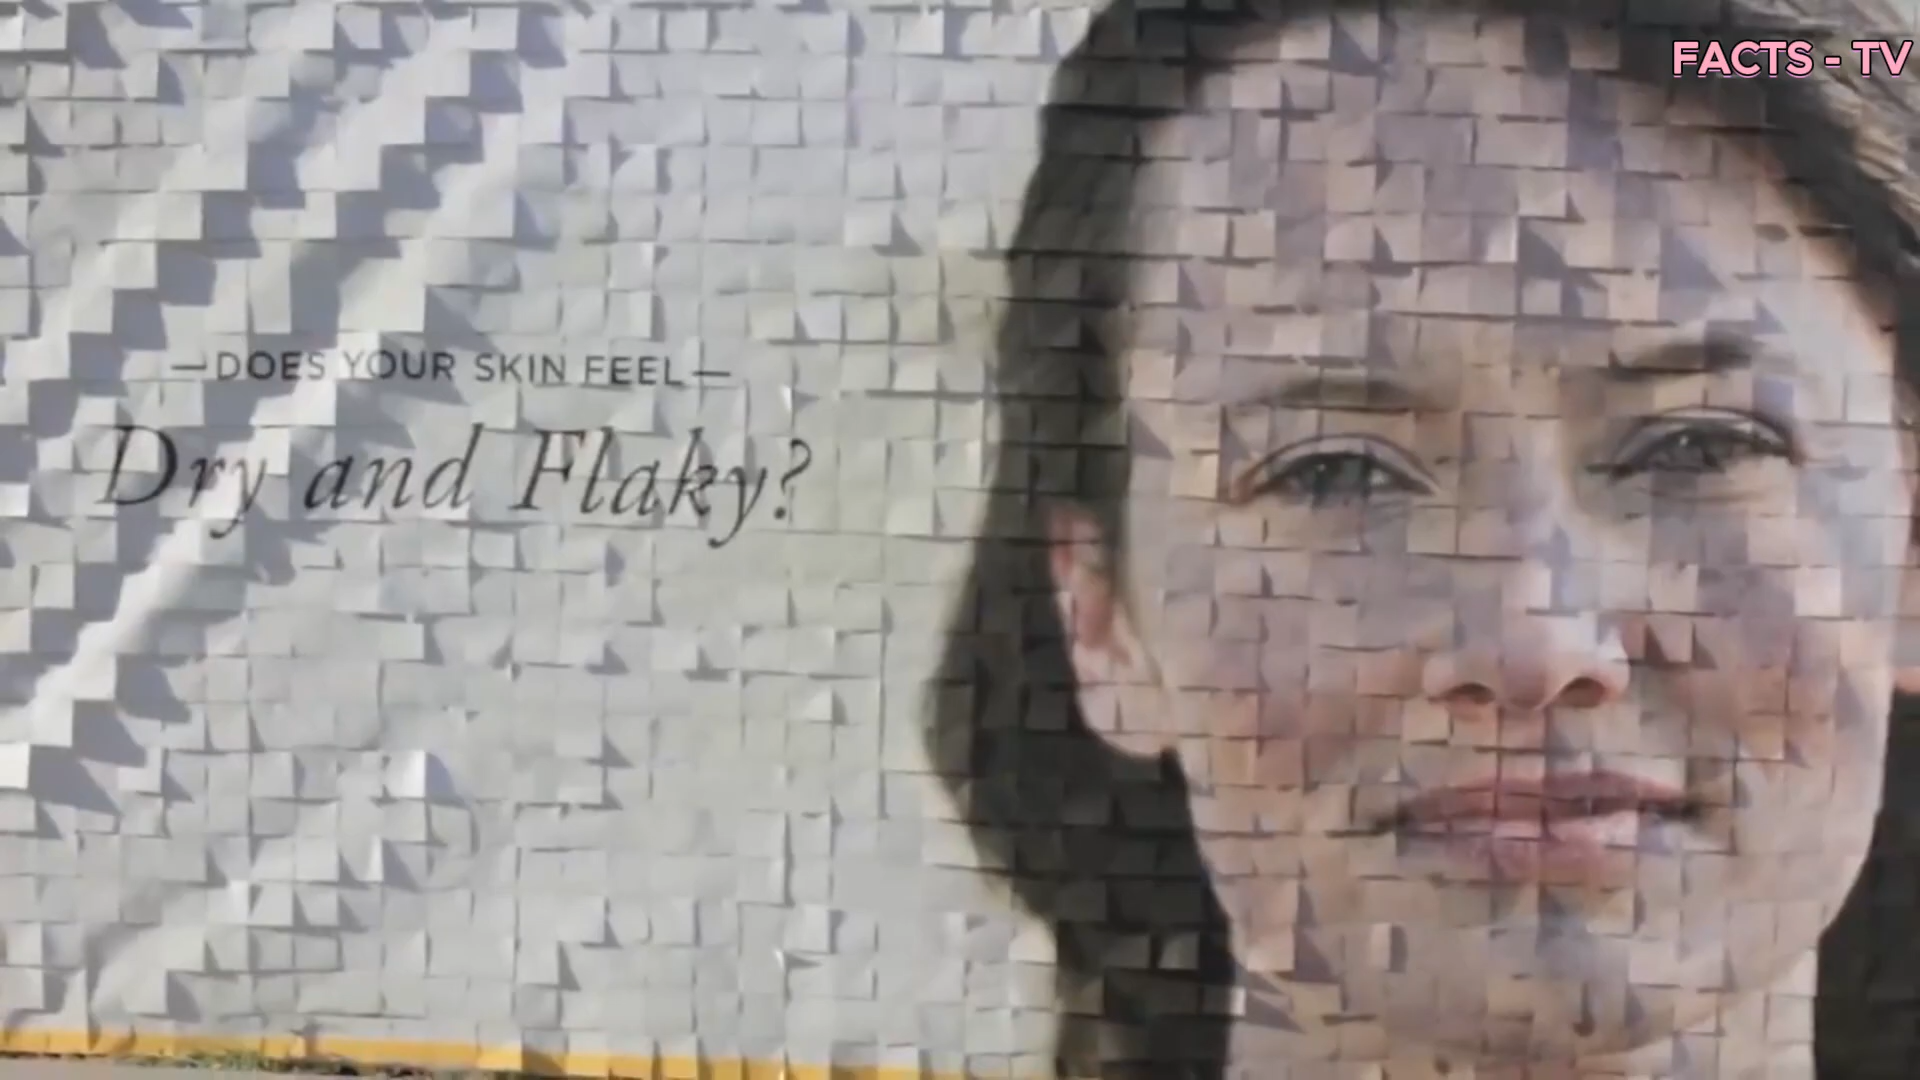 FACTS - TV
—DOES YOUR SKIN FEEL—
Dry and Flaky?